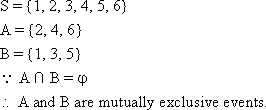 S = {1, 2, 3, 4, 5, 6}
A = {2, 4, 6}
B = {1, 3, 5}
∵ A ∩ B = φ
∴ A and B are mutually exclusive events.